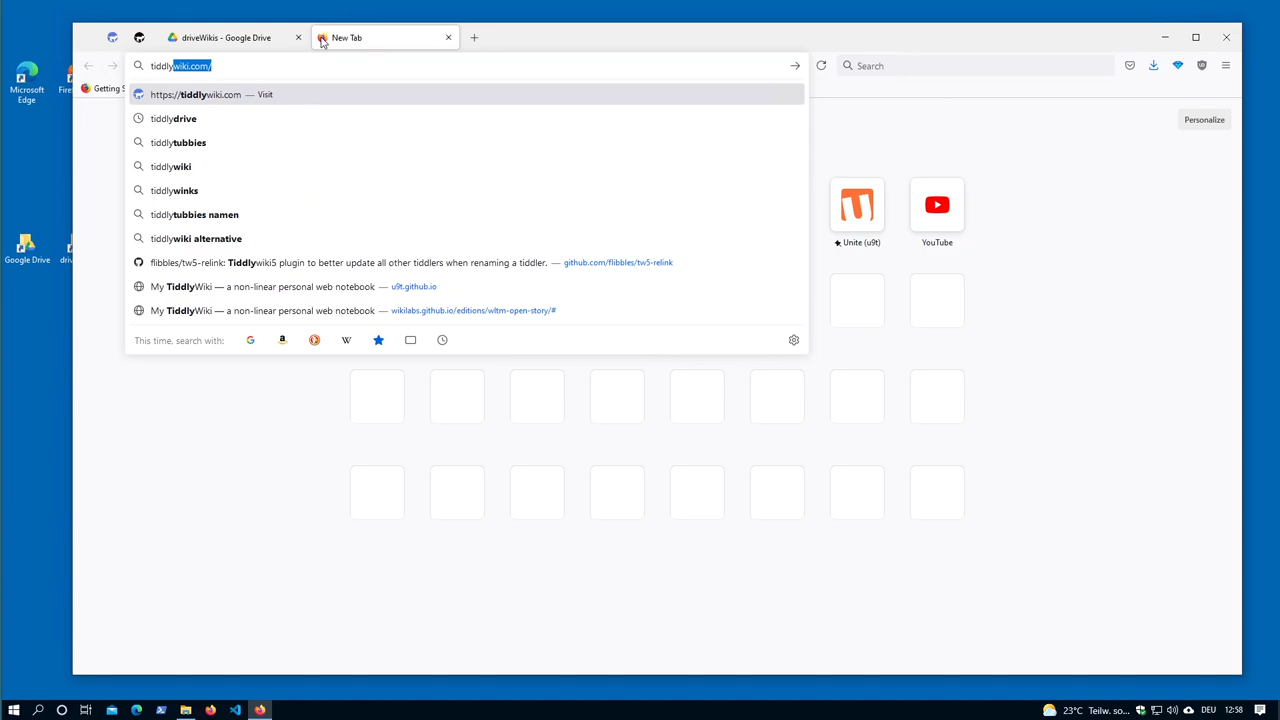 driveWikis - Google Drive
New Tab
tiddlywiki.com/
Search
Getting S
https://tiddlywiki.com — Visit
tiddlydrive
tiddlytubbies
tiddlywiki
tiddlywinks
tiddlytubbies namen
tiddlywiki alternative
flibbles/tw5-relink: Tiddlywiki5 plugin to better update all other tiddlers when renaming a tiddler. — github.com/flibbles/tw5-relink
My TiddlyWiki — a non-linear personal web notebook — u9t.github.io
My TiddlyWiki — a non-linear personal web notebook — wikilabs.github.io/editions/wltm-open-story/#
This time, search with:
Personalize
Unite (u9t)
YouTube
Microsoft
Edge
Fire
Google Drive
driv
23°C Teilw. so...
DEU
12:58